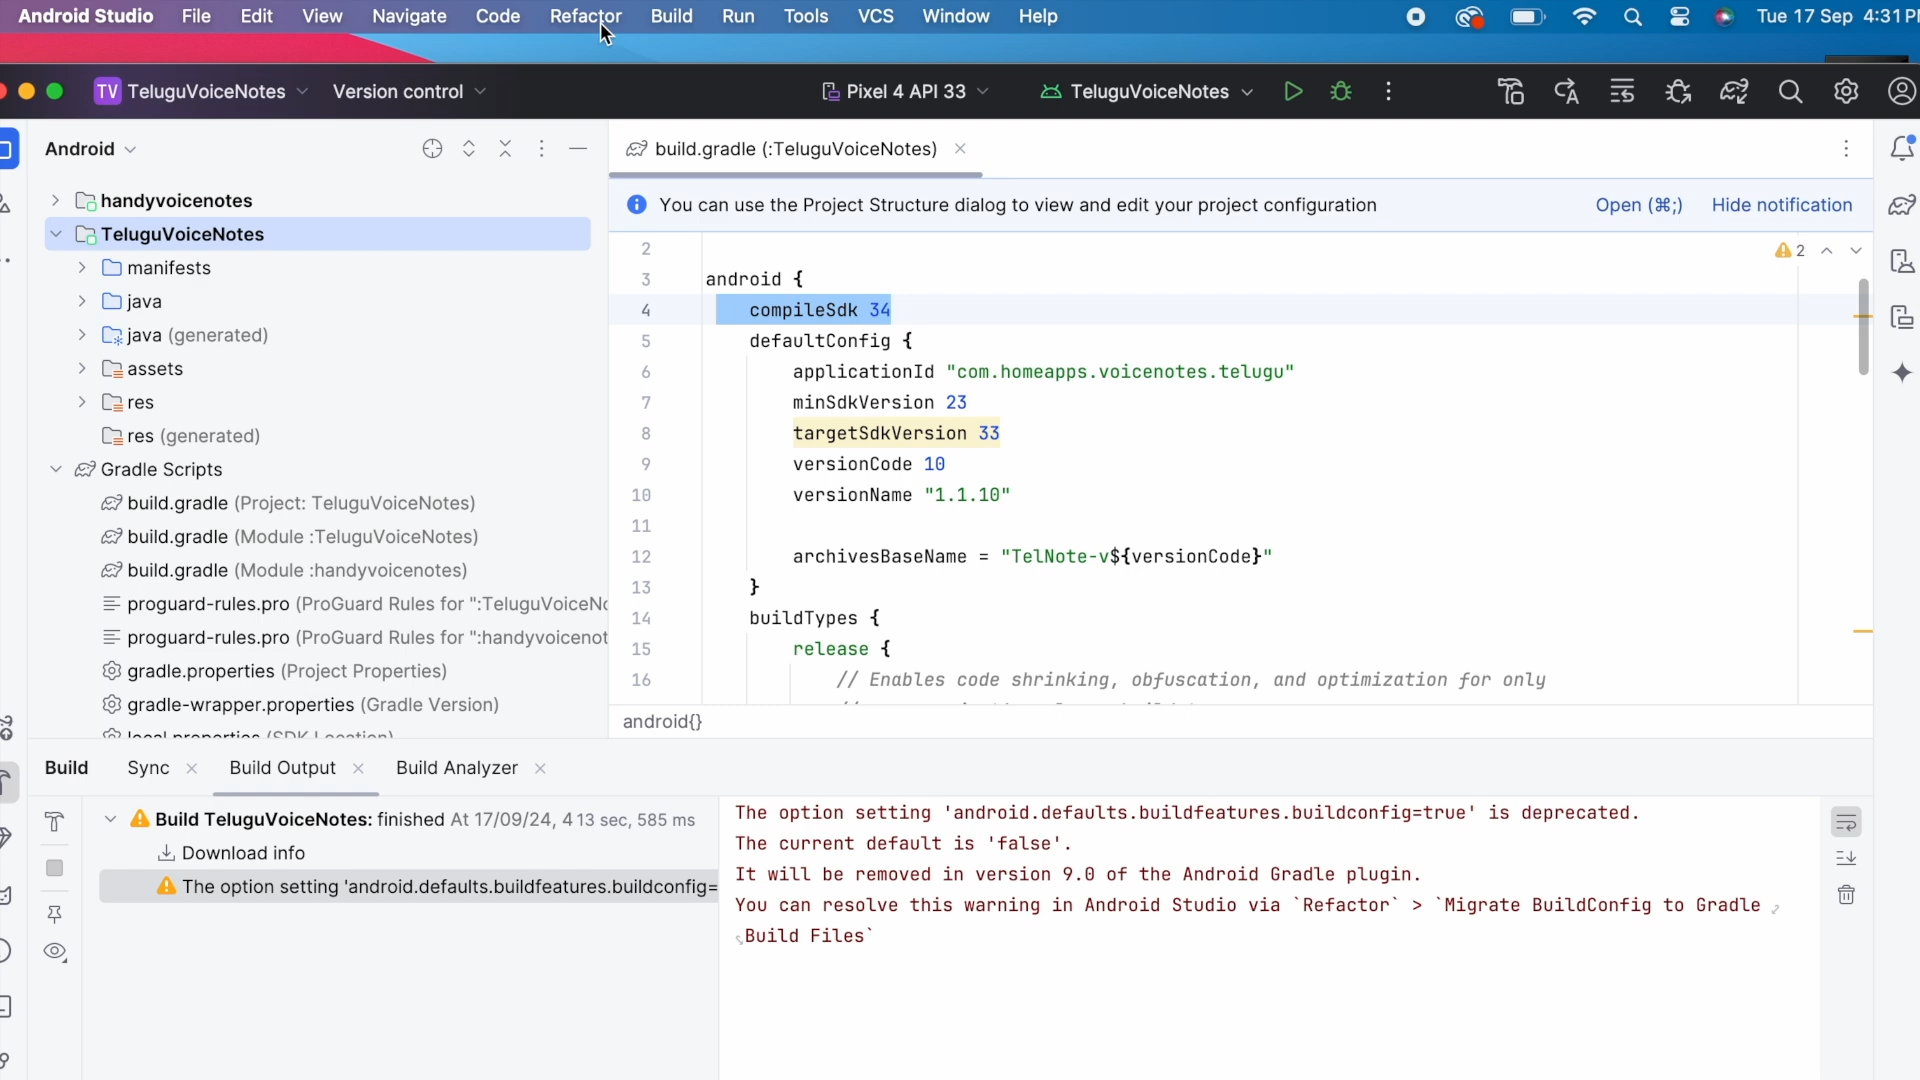 Android Studio File Edit View Navigate Code Refactor Build Run Tools VCS Window Help Tue 17 Sep 4:31
TV TeluguVoiceNotes Version control Pixel 4 API 33 TeluguVoiceNotes
Android
build.gradle (:TeluguVoiceNotes)
handyvoicenotes
TeluguVoiceNotes
manifests
java
java (generated)
assets
res
res (generated)
Gradle Scripts
build.gradle (Project: TeluguVoiceNotes)
build.gradle (Module :TeluguVoiceNotes)
build.gradle (Module :handyvoicenotes)
proguard-rules.pro (ProGuard Rules for ":TeluguVoiceN
proguard-rules.pro (ProGuard Rules for ":handyvoicenot
gradle.properties (Project Properties)
gradle-wrapper.properties (Gradle Version)
local.properties (SDK Location)
You can use the Project Structure dialog to view and edit your project configuration Open (⌘;) Hide notification
2
2
3 android {
4 compileSdk 34
5 defaultConfig {
6 applicationId "com.homeapps.voicenotes.telugu"
7 minSdkVersion 23
8 targetSdkVersion 33
9 versionCode 10
10 versionName "1.1.10"
11
12 archivesBaseName = "TelNote-v${versionCode}"
13 }
14 buildTypes {
15 release {
16 // Enables code shrinking, obfuscation, and optimization for only
android{}
Build Sync Build Output Build Analyzer
Build TeluguVoiceNotes: finished At 17/09/24, 4 13 sec, 585 ms
Download info
The option setting 'android.defaults.buildfeatures.buildconfig=
The option setting 'android.defaults.buildfeatures.buildconfig=true' is deprecated.
The current default is 'false'.
It will be removed in version 9.0 of the Android Gradle plugin.
You can resolve this warning in Android Studio via `Refactor` > `Migrate BuildConfig to Gradle
Build Files`